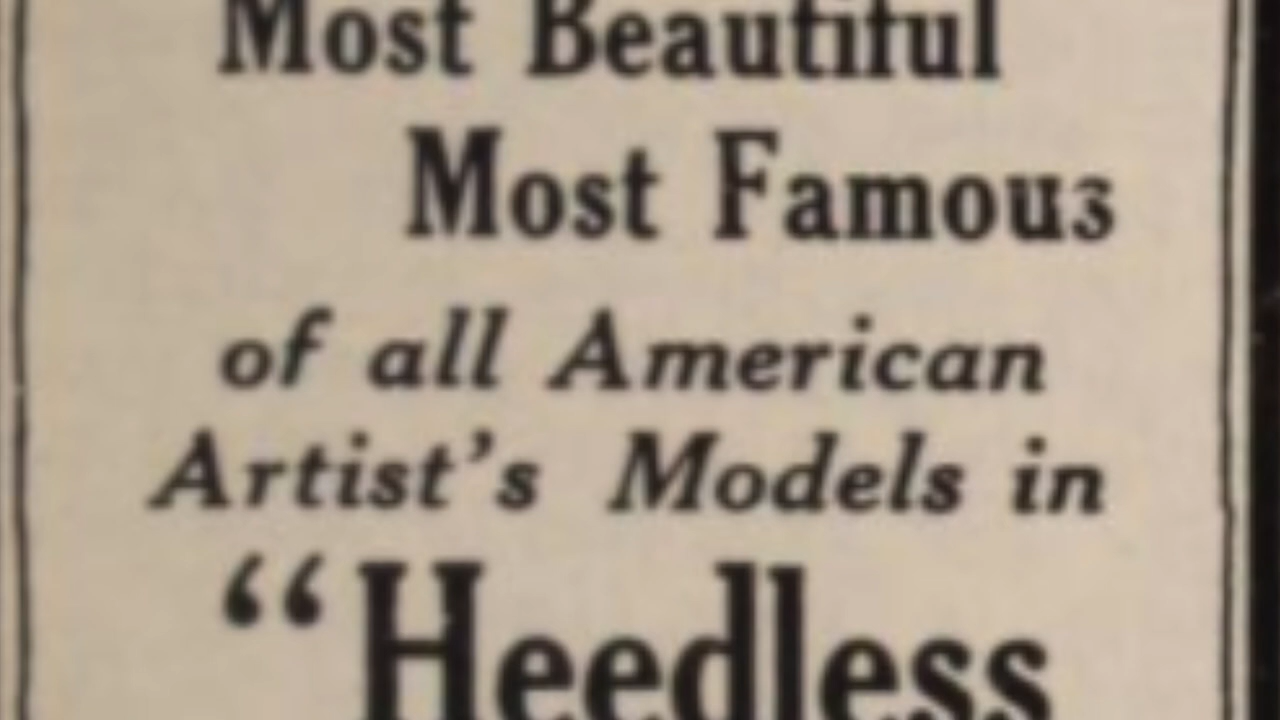 Most Beautiful
Most Famous
of all American
Artist's Models in
“Heedless